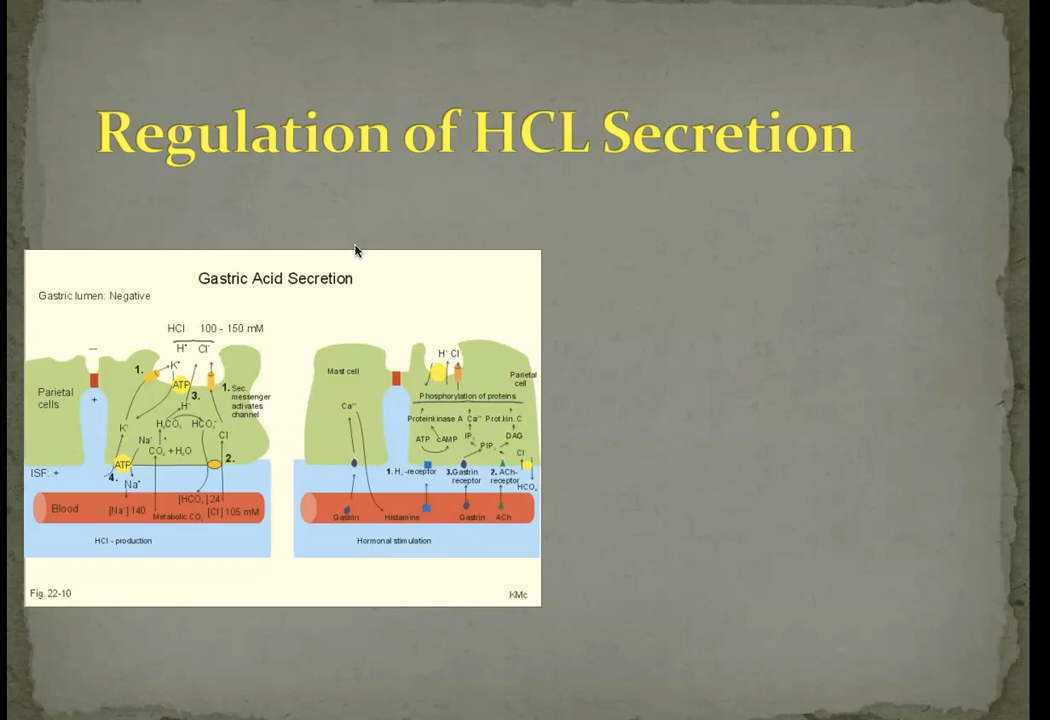 Regulation of HCL Secretion
Gastric Acid Secretion
Gastric lumen: Negative
HCl 100 - 150 mM
H⁺ Cl⁻
1. K⁺
ATP
3.
1. Sec.
messenger
activates
channel
Parietal
cells
+
H⁺
K⁺
H₂CO₃ HCO₃⁻
Cl
Na⁺
CO₂ + H₂O
2.
ISF: +
ATP
4.
Na⁺
Blood
[Na⁺] 140
[HCO₃⁻] 24
Metabolic CO₂
[Cl⁻] 105 mM
HCl - production
H⁺ Cl
Mast cell
Parietal
cell
Phosphorylation of proteins
Ca²⁺
Proteinkinase A Ca²⁺ Prot.kin. C
ATP cAMP IP₃ DAG
PIP₂
Cl⁻
1. H₂-receptor
3.Gastrin
receptor
2. ACh-
receptor
HCO₃⁻
Gastrin
Histamine
Gastrin
ACh
Hormonal stimulation
Fig. 22-10
KMc